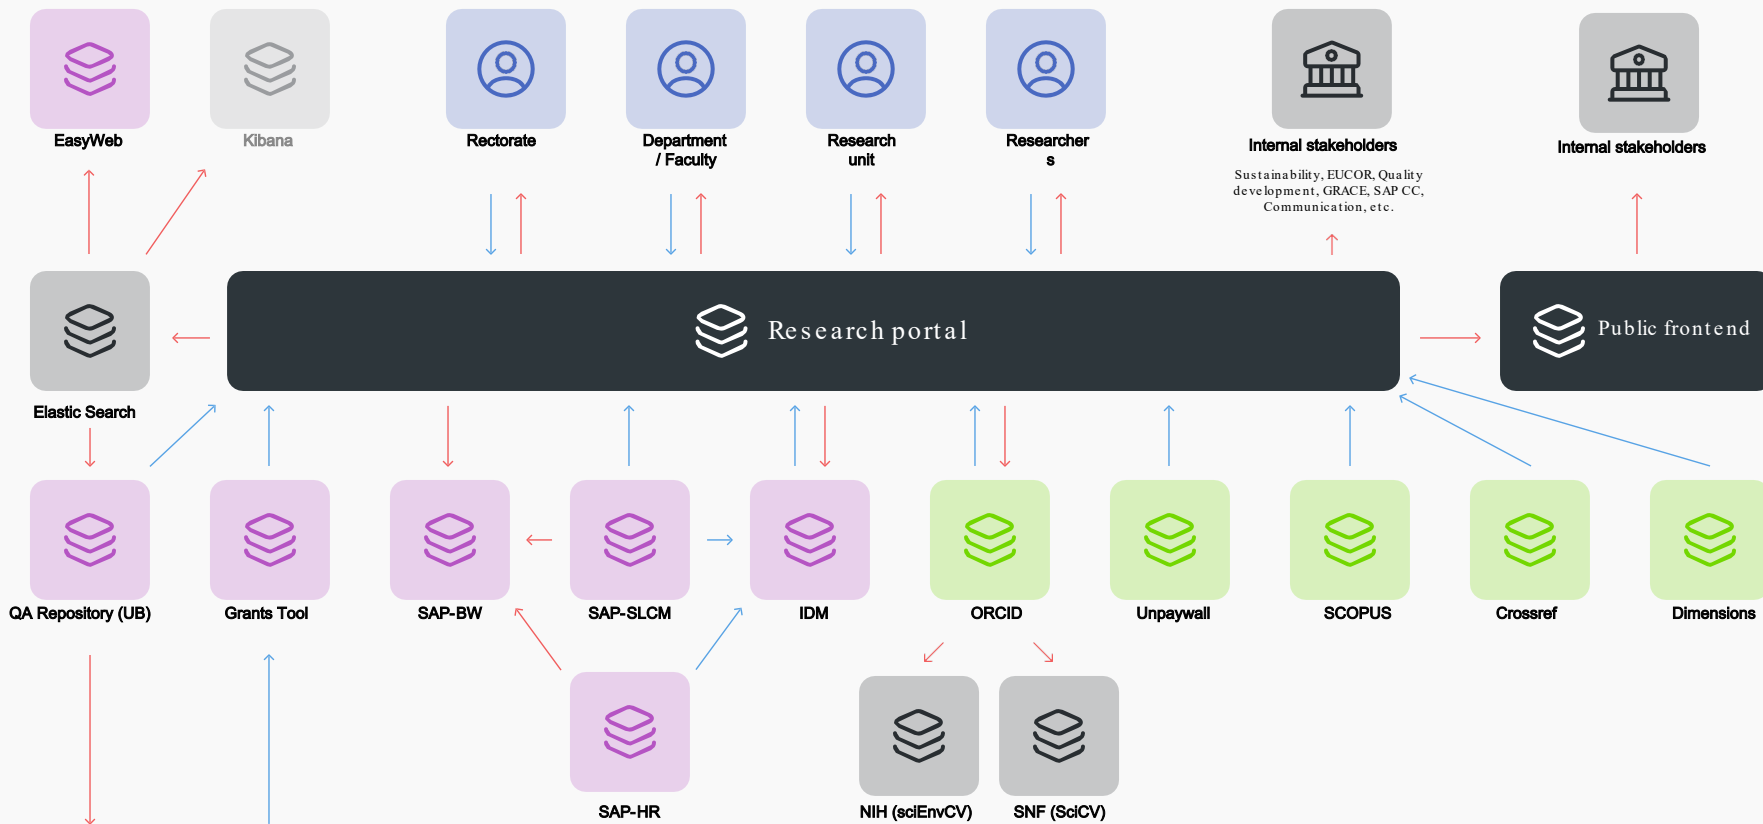 EasyWeb
Kibana
Rectorate
Department
/ Faculty
Research
unit
Researcher
s
Internal stakeholders
Sustainability, EUCOR, Quality
development, GRACE, SAP CC,
Communication, etc.
Internal stakeholders
Research portal
Public frontend
Elastic Search
QA Repository (UB)
Grants Tool
SAP-BW
SAP-SLCM
IDM
ORCID
Unpaywall
SCOPUS
Crossref
Dimensions
SAP-HR
NIH (sciEnvCV)
SNF (SciCV)